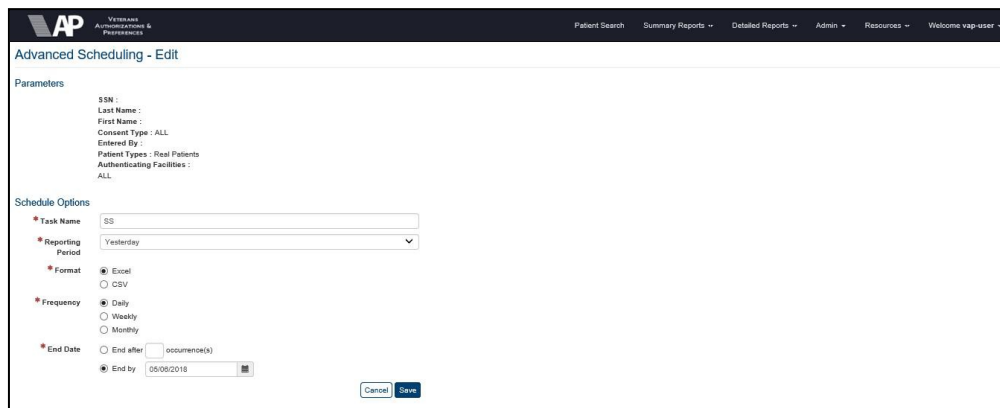 VAP VETERANS AUTHORIZATIONS & PREFERENCES
Patient Search Summary Reports Detailed Reports Admin Resources Welcome vap-user
Advanced Scheduling - Edit
Parameters
SSN :
Last Name :
First Name :
Consent Type : ALL
Entered By :
Patient Types : Real Patients
Authenticating Facilities :
ALL
Schedule Options
* Task Name SS
* Reporting Period Yesterday
* Format Excel
CSV
* Frequency Daily
Weekly
Monthly
* End Date End after occurrence(s)
End by 06/06/2018
Cancel Save